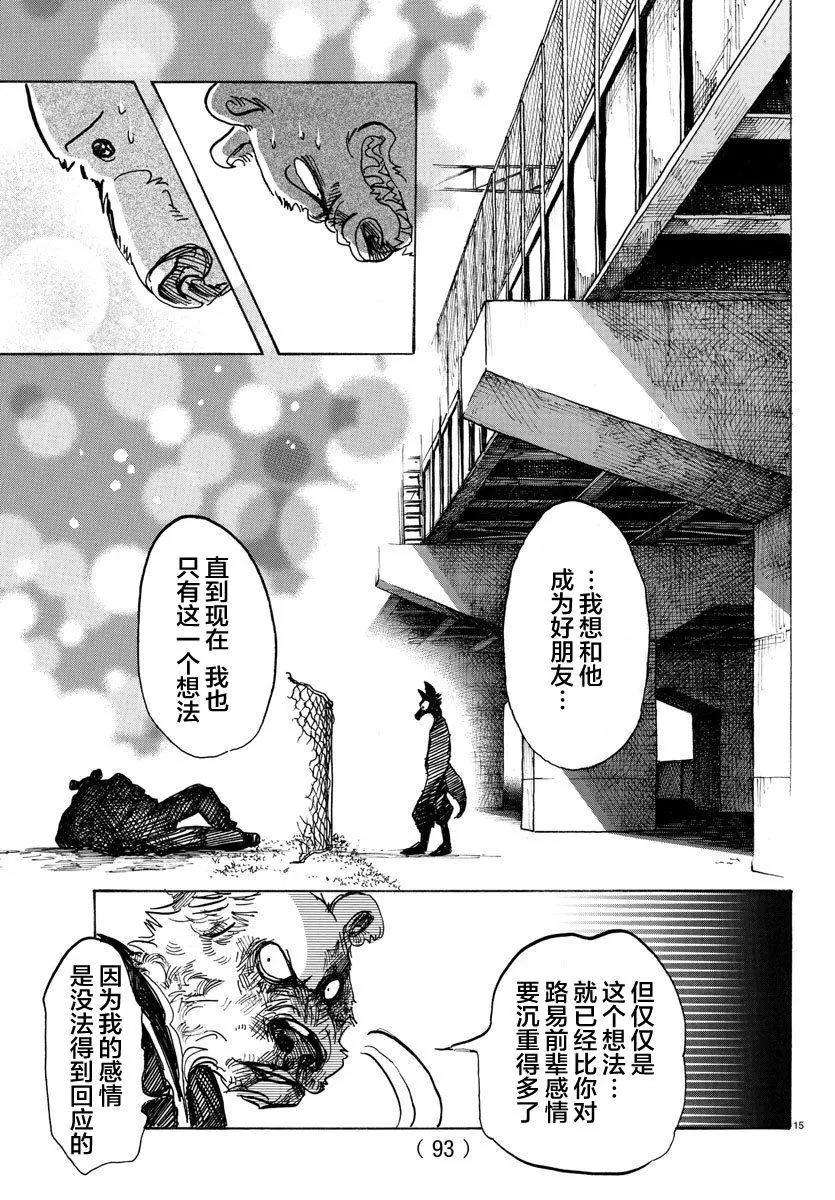 …我想和他
成为好朋友…
直到现在 我也
只有这一个想法
但仅仅是
这个想法…
就已经比你对
路易前辈感情
要沉重得多了
因为我的感情
是没法得到回应的
(93)
15